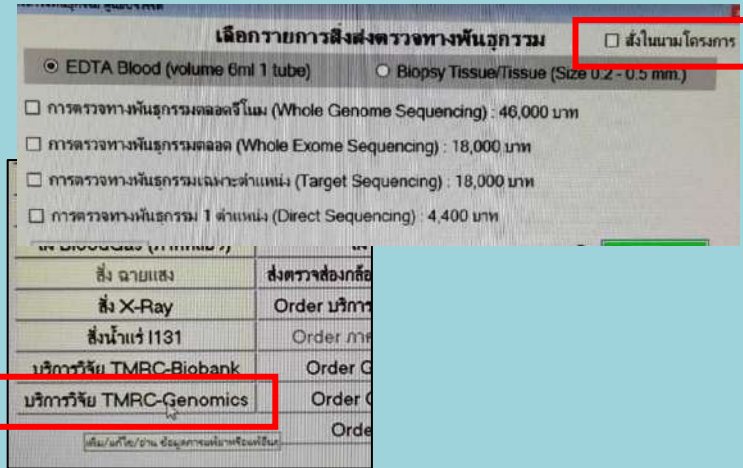 เลือกรายการสิ่งส่งตรวจทางพันธุกรรม
สั่งในนามโครงการ
EDTA Blood (volume 6ml 1 tube)
Biopsy Tissue/Tissue (Size 0.2 - 0.5 mm.)
การตรวจทางพันธุกรรมตลอดจีโนม (Whole Genome Sequencing) : 46,000 บาท
การตรวจทางพันธุกรรมตลอด (Whole Exome Sequencing) : 18,000 บาท
การตรวจทางพันธุกรรมเฉพาะตำแหน่ง (Target Sequencing) : 18,000 บาท
การตรวจทางพันธุกรรม 1 ตำแหน่ง (Direct Sequencing) : 4,400 บาท
สั่ง ฉายแสง
ส่งตรวจส่องกล้อ
สั่ง X-Ray
Order บริการ
สั่งน้ำแร่ I131
Order ภา
บริการวิจัย TMRC-Biobank
Order G
บริการวิจัย TMRC-Genomics
Order
Orde